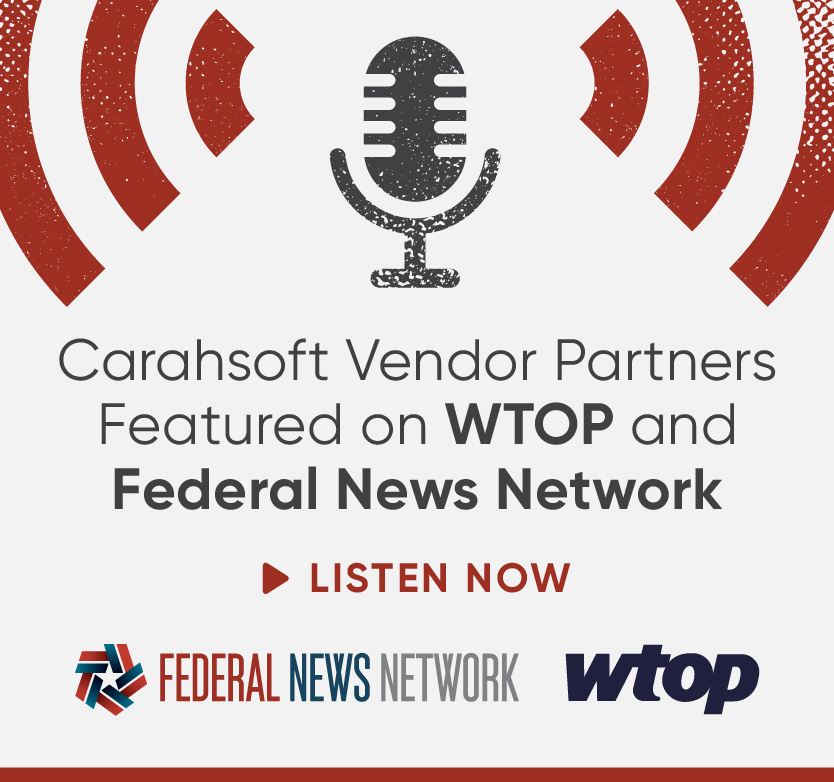 Carahsoft Vendor Partners
Featured on WTOP and
Federal News Network
LISTEN NOW
FEDERAL NEWS NETWORK
wtop